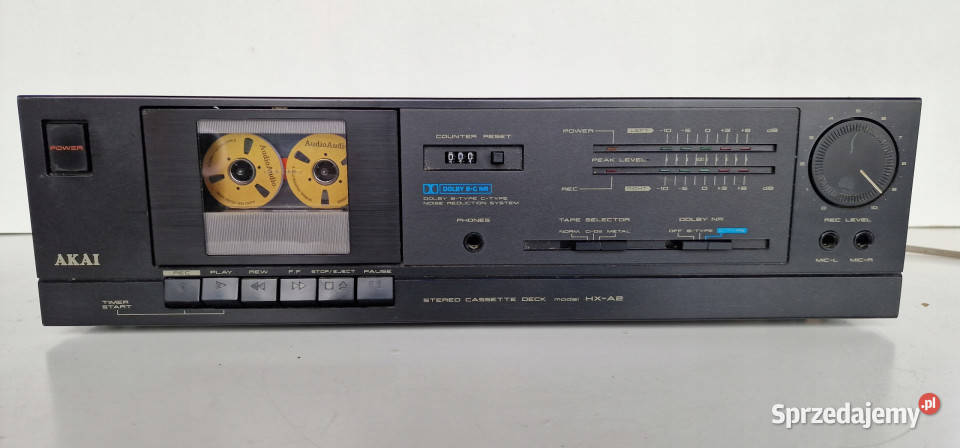 POWER
AKAI
AudioAudio
AudioAudio
COUNTER RESET
000
DOLBY B-C NR
DOLBY B-TYPE C-TYPE
NOISE REDUCTION SYSTEM
PHONES
POWER LEFT -10 -5 0 +3 +6 dB
PEAK LEVEL
REC RIGHT -10 -5 0 +3 +6 dB
TAPE SELECTOR
NORM CrO2 METAL
DOLBY NR
OFF B-TYPE C-TYPE
REC LEVEL
MIC-L MIC-R
REC PLAY REW F.F STOP/EJECT PAUSE
TIMER
START
STEREO CASSETTE DECK model HX-A2
Sprzedajemy.pl